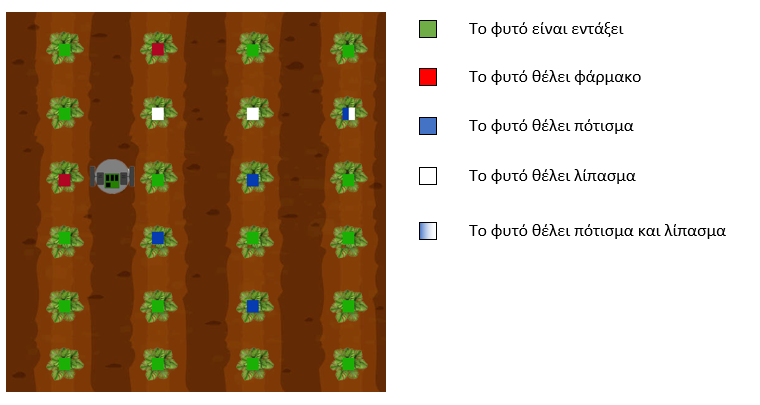 Το φυτό είναι εντάξει
Το φυτό θέλει φάρμακο
Το φυτό θέλει πότισμα
Το φυτό θέλει λίπασμα
Το φυτό θέλει πότισμα και λίπασμα